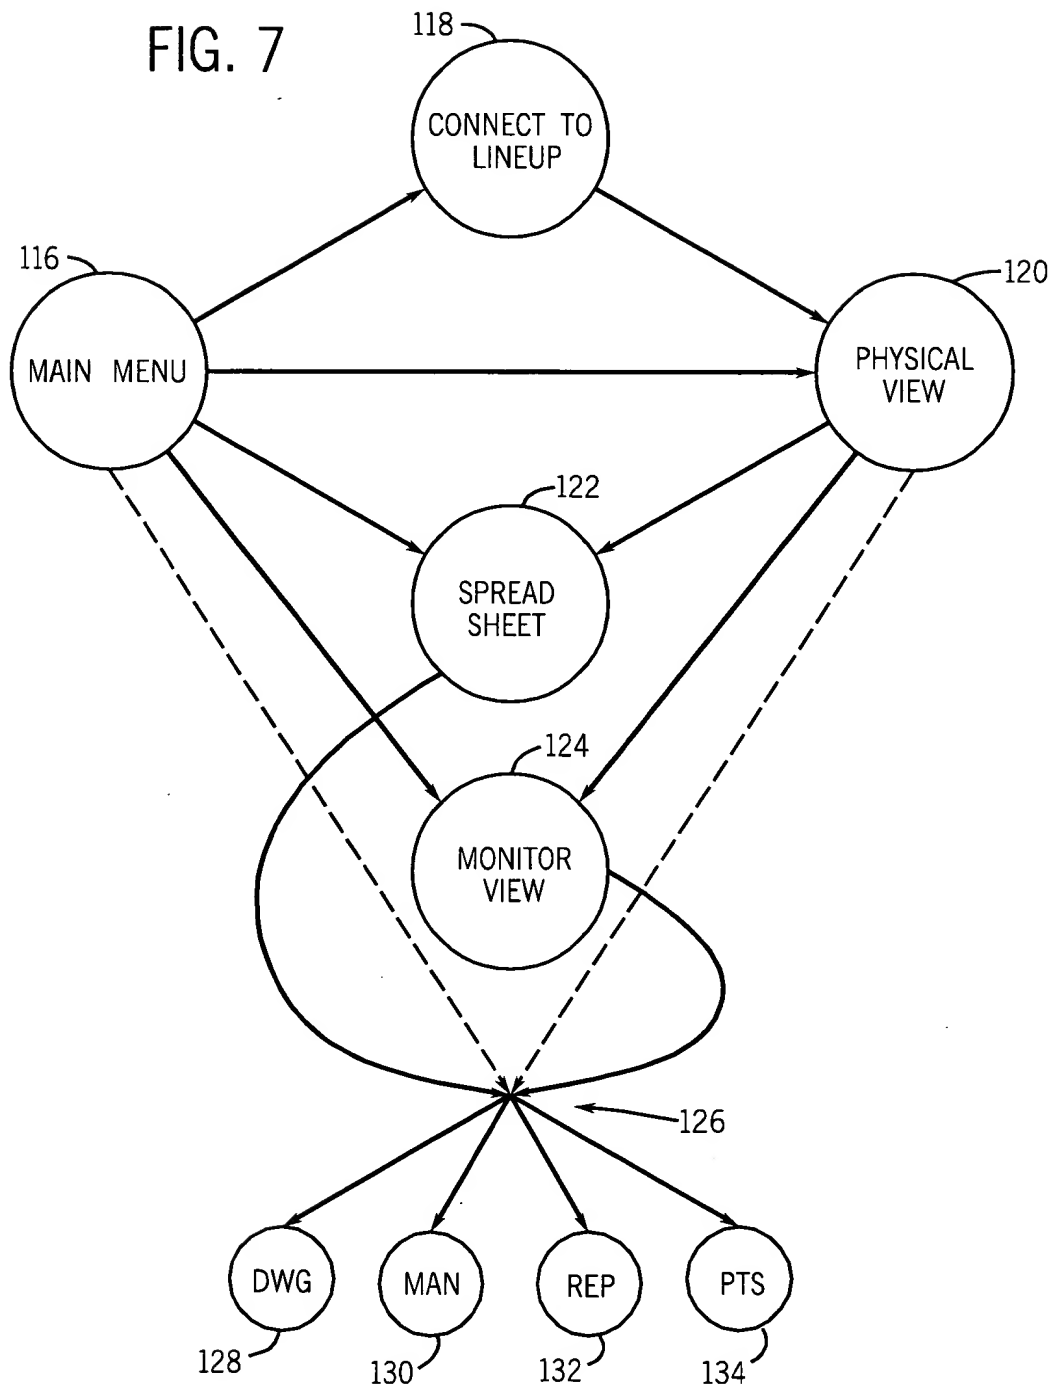 FIG. 7
118
CONNECT TO
LINEUP
116
MAIN MENU
120
PHYSICAL
VIEW
122
SPREAD
SHEET
124
MONITOR
VIEW
126
DWG
MAN
REP
PTS
128
130
132
134